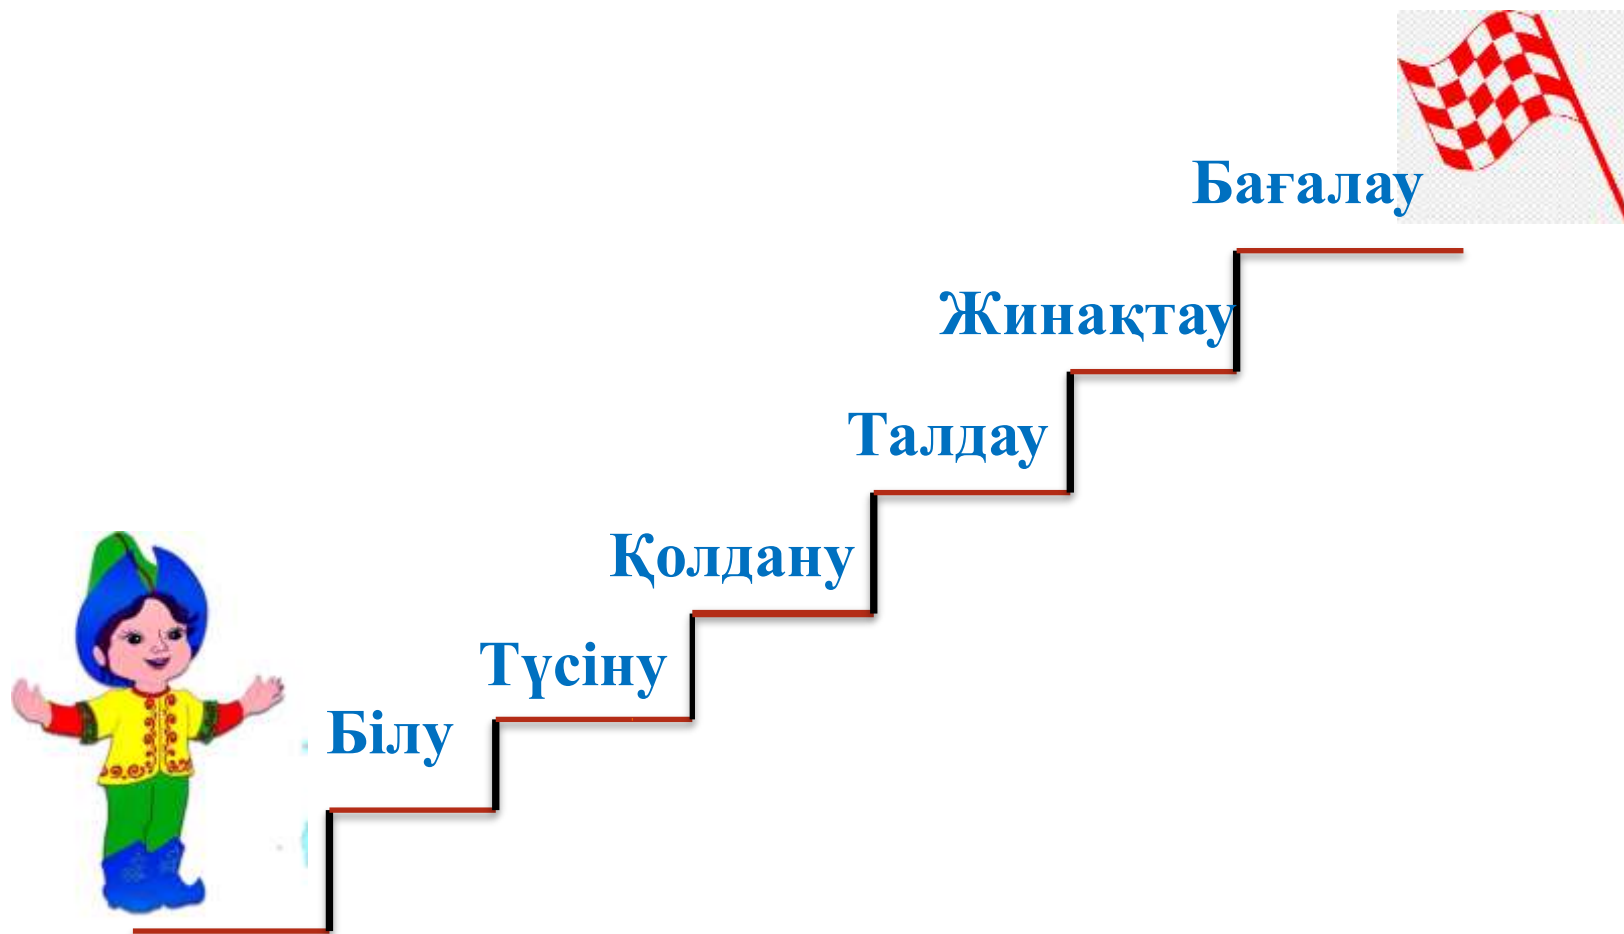 Бағалау
Жинақтау
Талдау
Қолдану
Түсіну
Білу